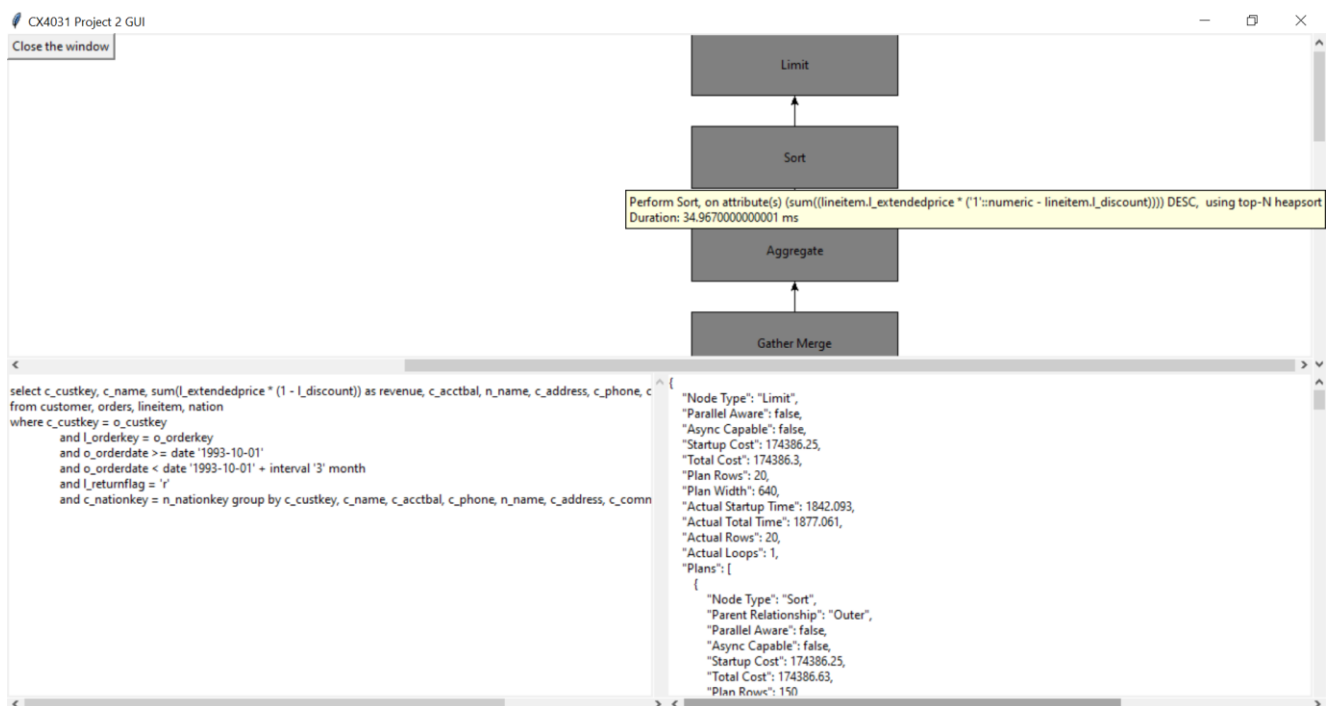 CX4031 Project 2 GUI
Close the window
Limit
Sort
Perform Sort, on attribute(s) (sum((lineitem.l_extendedprice * ('1'::numeric - lineitem.l_discount)))) DESC,  using top-N heapsort
Duration: 34.9670000000001 ms
Aggregate
Gather Merge
select c_custkey, c_name, sum(l_extendedprice * (1 - l_discount)) as revenue, c_acctbal, n_name, c_address, c_phone, c
from customer, orders, lineitem, nation
where c_custkey = o_custkey
and l_orderkey = o_orderkey
and o_orderdate >= date '1993-10-01'
and o_orderdate < date '1993-10-01' + interval '3' month
and l_returnflag = 'r'
and c_nationkey = n_nationkey group by c_custkey, c_name, c_acctbal, c_phone, n_name, c_address, c_comm
{
"Node Type": "Limit",
"Parallel Aware": false,
"Async Capable": false,
"Startup Cost": 174386.25,
"Total Cost": 174386.3,
"Plan Rows": 20,
"Plan Width": 640,
"Actual Startup Time": 1842.093,
"Actual Total Time": 1877.061,
"Actual Rows": 20,
"Actual Loops": 1,
"Plans": [
{
"Node Type": "Sort",
"Parent Relationship": "Outer",
"Parallel Aware": false,
"Async Capable": false,
"Startup Cost": 174386.25,
"Total Cost": 174386.63,
"Plan Rows": 150